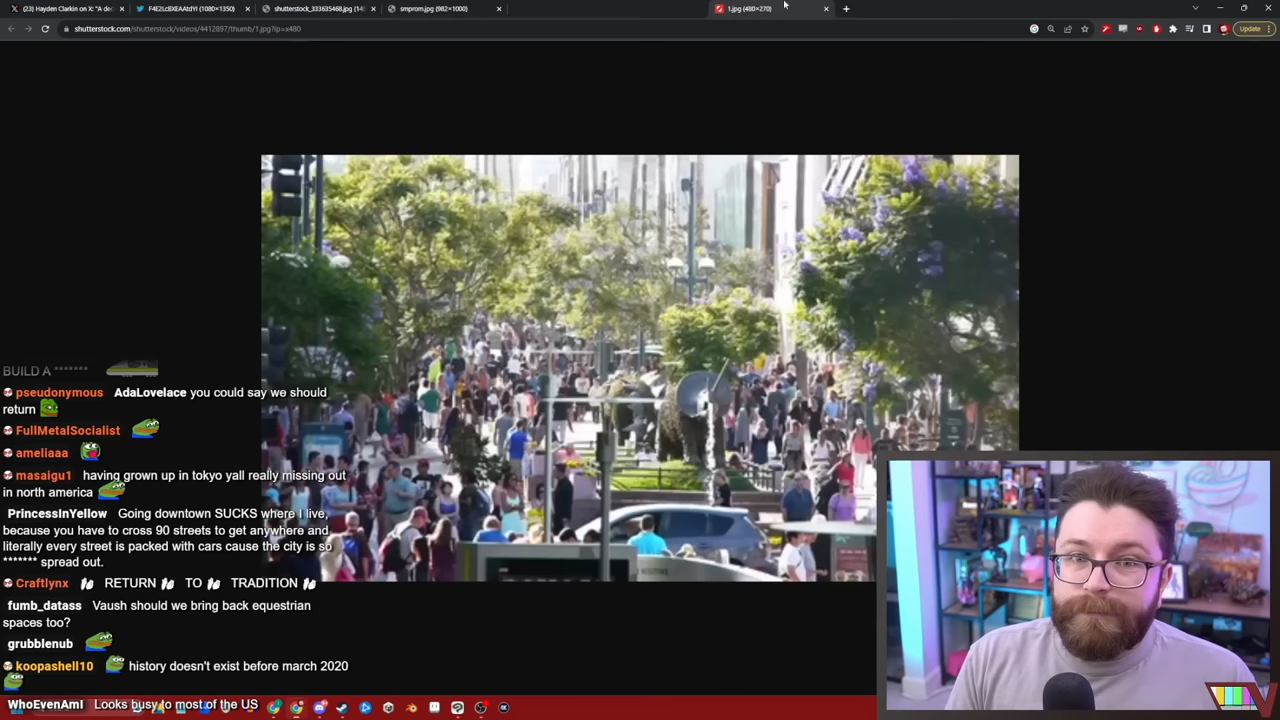 (23) Hayden Clarkin on X: "A de
F4E2LcBXEAAtdYl (1080×1350)
shutterstock_333635468.jpg (14
smprom.jpg (982×1000)
1.jpg (480×270)
shutterstock.com/shutterstock/videos/4412897/thumb/1.jpg?ip=x480
Update
BUILD A *******
pseudonymous AdaLovelace you could say we should
return
FullMetalSocialist
ameliaaa
masaigu1 having grown up in tokyo yall really missing out
in north america
PrincessInYellow Going downtown SUCKS where I live,
because you have to cross 90 streets to get anywhere and
literally every street is packed with cars cause the city is so
******* spread out.
Craftlynx RETURN TO TRADITION
fumb_datass Vaush should we bring back equestrian
spaces too?
grubblenub
koopashell10 history doesn't exist before march 2020
WhoEvenAmI Looks busy to most of the US